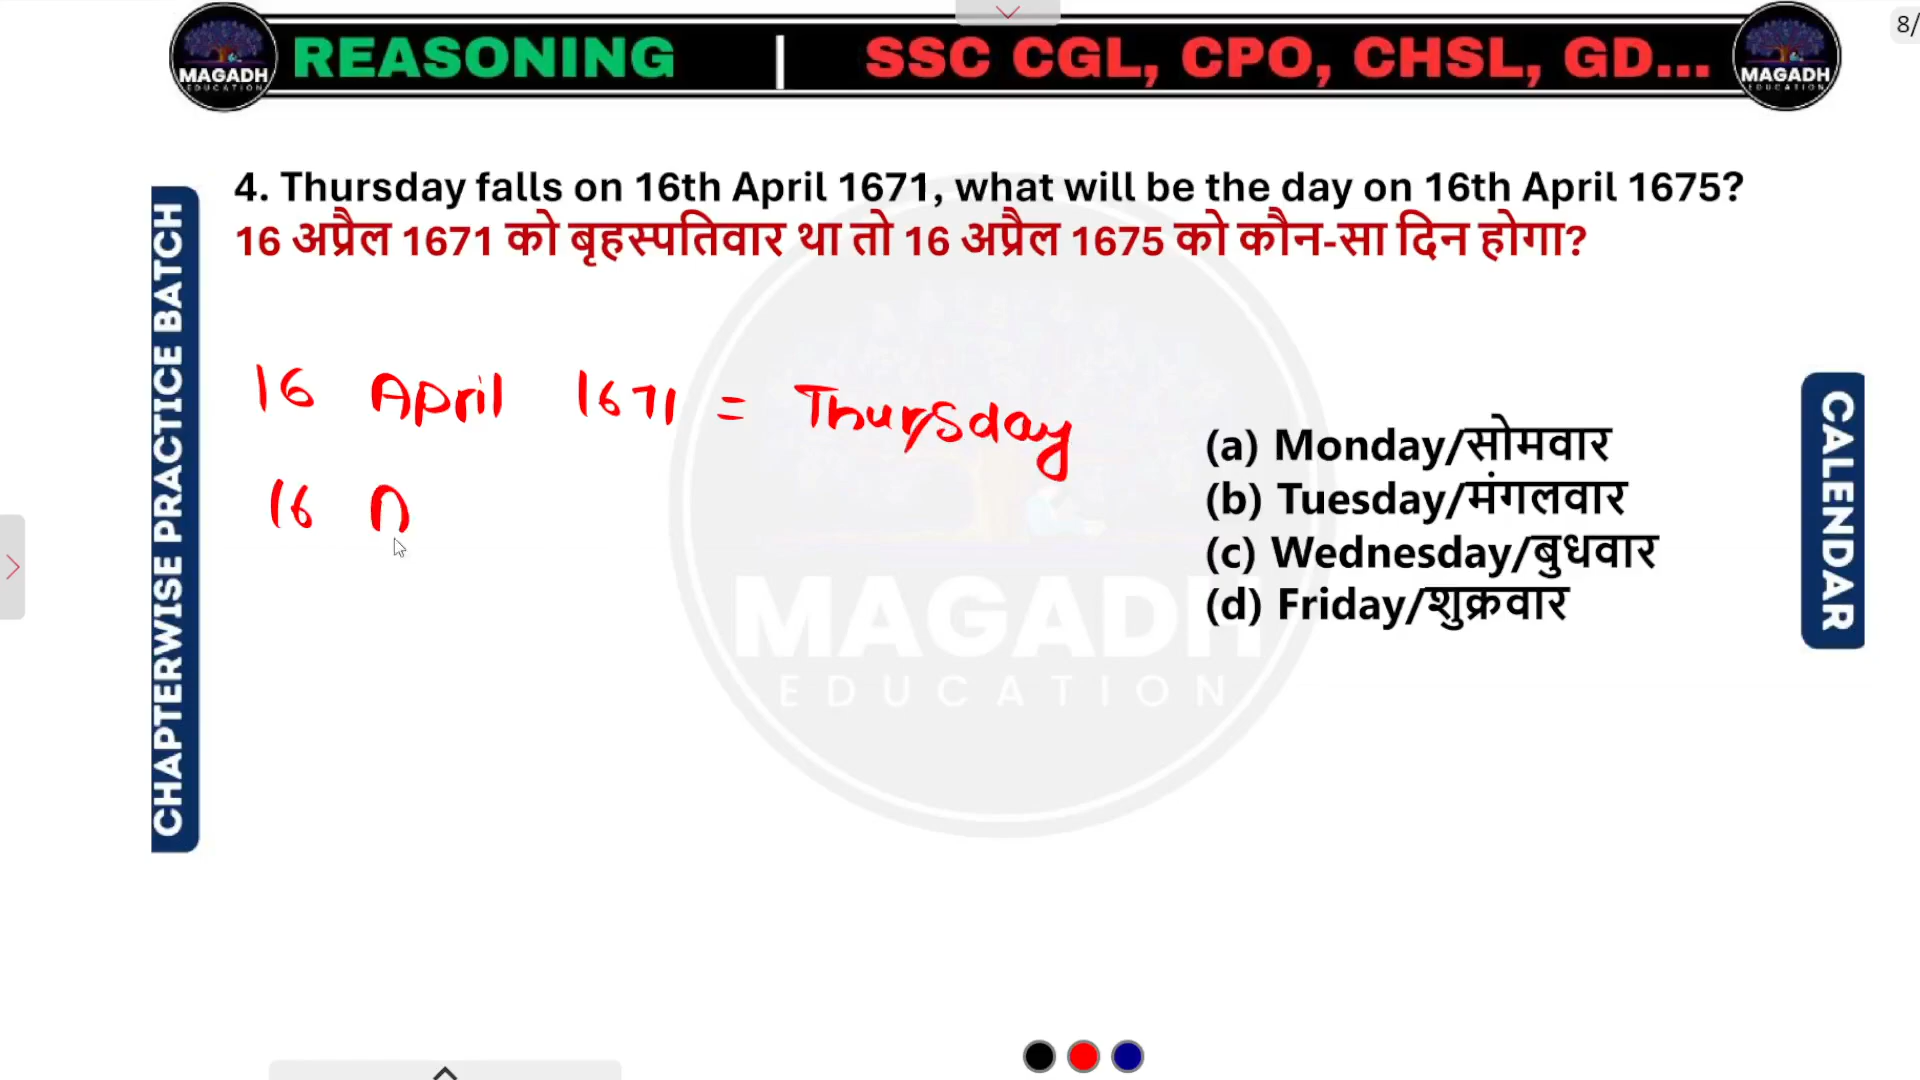 8/
MAGADH
EDUCATION
REASONING | SSC CGL, CPO, CHSL, GD...
MAGADH
EDUCATION
CHAPTERWISE PRACTICE BATCH
4. Thursday falls on 16th April 1671, what will be the day on 16th April 1675?
16 अप्रैल 1671 को बृहस्पतिवार था तो 16 अप्रैल 1675 को कौन-सा दिन होगा?
16 April 1671 = Thursday
16
(a) Monday/सोमवार
(b) Tuesday/मंगलवार
(c) Wednesday/बुधवार
(d) Friday/शुक्रवार
CALENDAR
MAGADH
EDUCATION